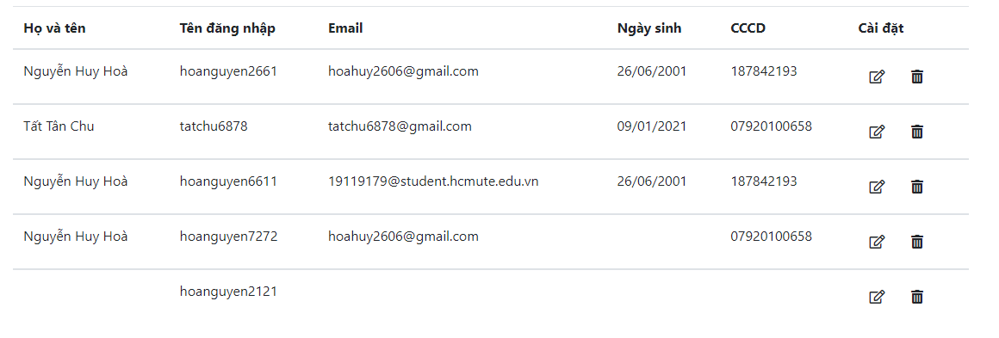 Họ và tên Tên đăng nhập Email Ngày sinh CCCD Cài đặt
Nguyễn Huy Hoà hoanguyen2661 hoahuy2606@gmail.com 26/06/2001 187842193
Tất Tân Chu tatchu6878 tatchu6878@gmail.com 09/01/2021 07920100658
Nguyễn Huy Hoà hoanguyen6611 19119179@student.hcmute.edu.vn 26/06/2001 187842193
Nguyễn Huy Hoà hoanguyen7272 hoahuy2606@gmail.com 07920100658
hoanguyen2121